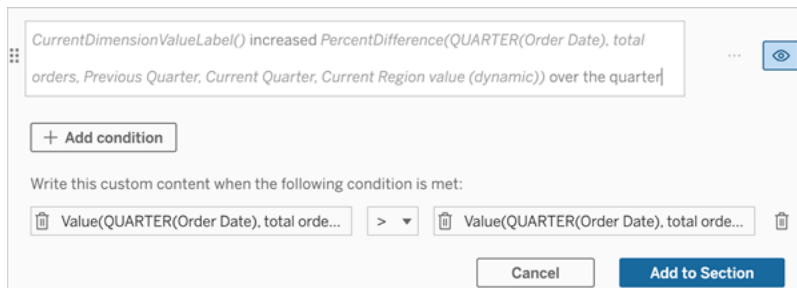 CurrentDimensionValueLabel() increased PercentDifference(QUARTER(Order Date), total
orders, Previous Quarter, Current Quarter, Current Region value (dynamic)) over the quarter
+ Add condition
Write this custom content when the following condition is met:
Value(QUARTER(Order Date), total orde... > Value(QUARTER(Order Date), total orde...
Cancel Add to Section